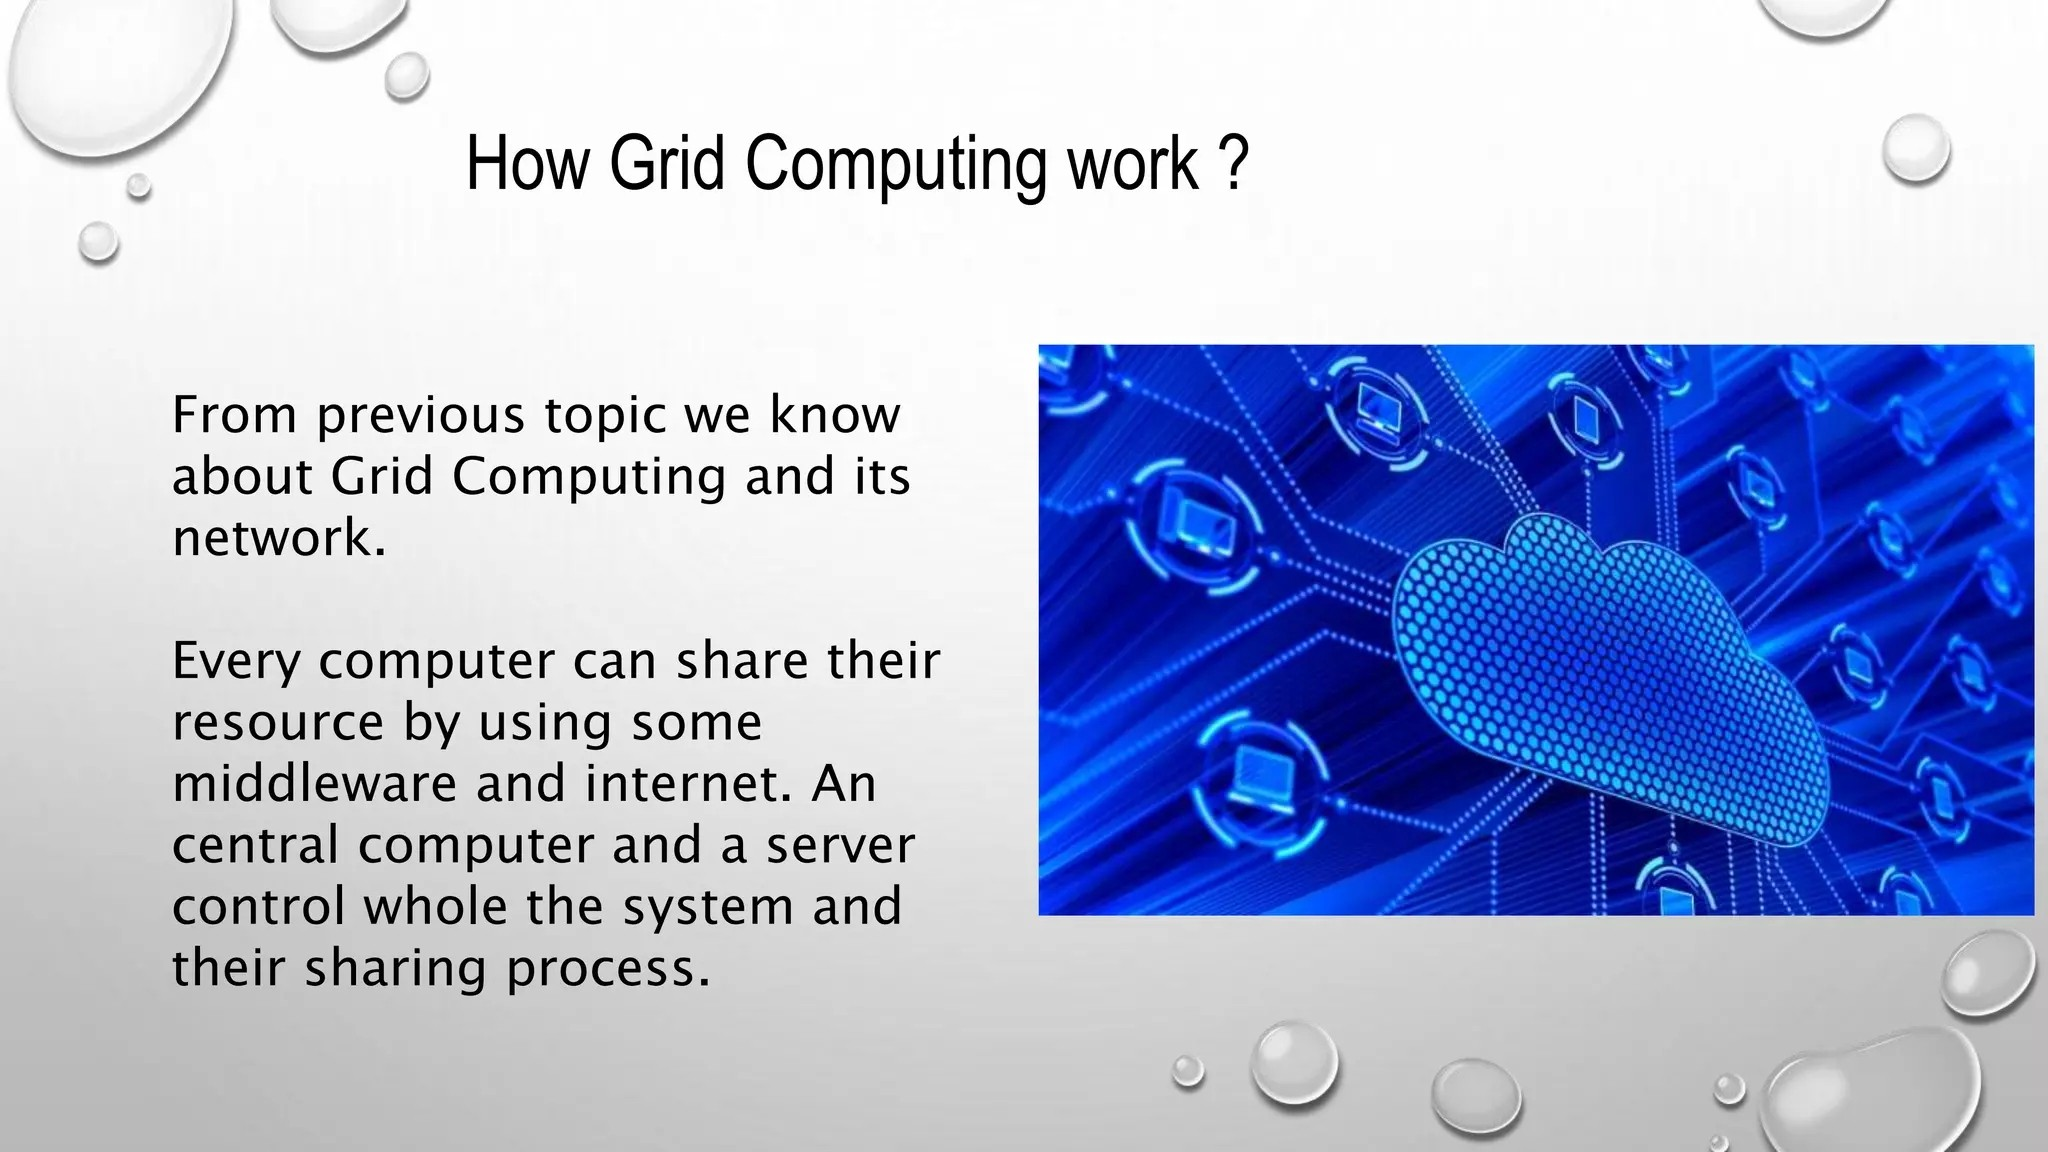 How Grid Computing work ?
From previous topic we know
about Grid Computing and its
network.
Every computer can share their
resource by using some
middleware and internet. An
central computer and a server
control whole the system and
their sharing process.